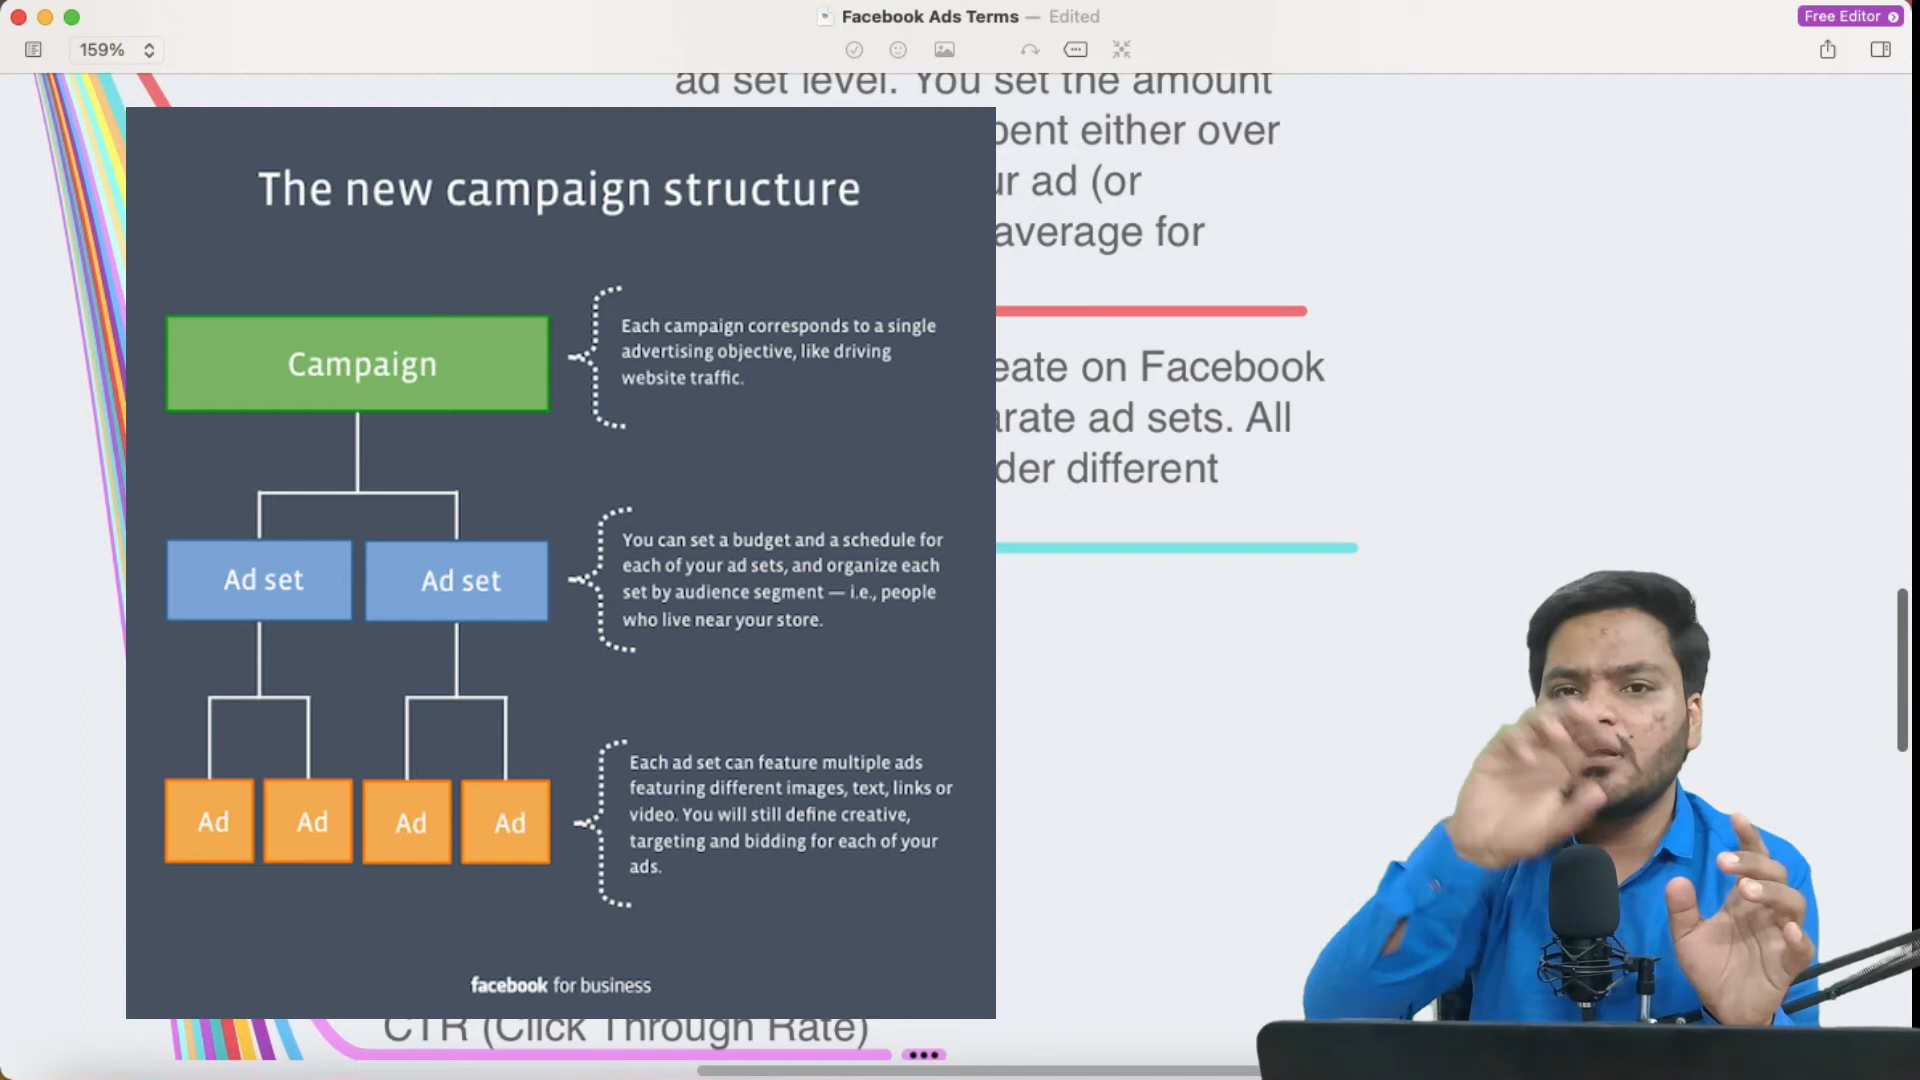 Facebook Ads Terms — Edited
Free Editor
159%
ad set level. You set the amount
pent either over
ur ad (or
average for
The new campaign structure
Campaign
Each campaign corresponds to a single
advertising objective, like driving
website traffic.
eate on Facebook
arate ad sets. All
der different
Ad set
Ad set
You can set a budget and a schedule for
each of your ad sets, and organize each
set by audience segment — i.e., people
who live near your store.
Ad
Ad
Ad
Ad
Each ad set can feature multiple ads
featuring different images, text, links or
video. You will still define creative,
targeting and bidding for each of your
ads.
facebook for business
CTR (Click Through Rate)